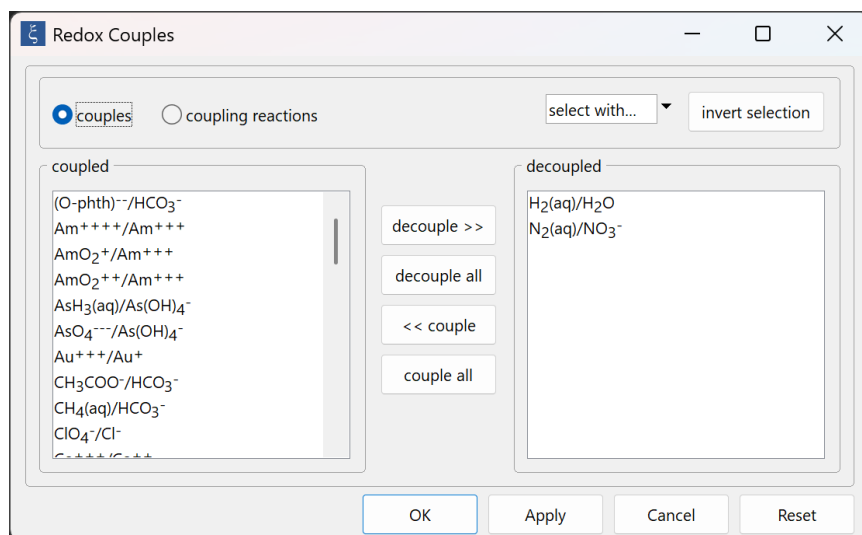 ξ Redox Couples
couples
coupling reactions
select with...
invert selection
coupled
(O-phth)⁻⁻/HCO₃⁻
Am⁺⁺⁺⁺/Am⁺⁺⁺
AmO₂⁺/Am⁺⁺⁺
AmO₂⁺⁺/Am⁺⁺⁺
AsH₃(aq)/As(OH)₄⁻
AsO₄⁻⁻⁻/As(OH)₄⁻
Au⁺⁺⁺/Au⁺
CH₃COO⁻/HCO₃⁻
CH₄(aq)/HCO₃⁻
ClO₄⁻/Cl⁻
decouple >>
decouple all
<< couple
couple all
decoupled
H₂(aq)/H₂O
N₂(aq)/NO₃⁻
OK
Apply
Cancel
Reset